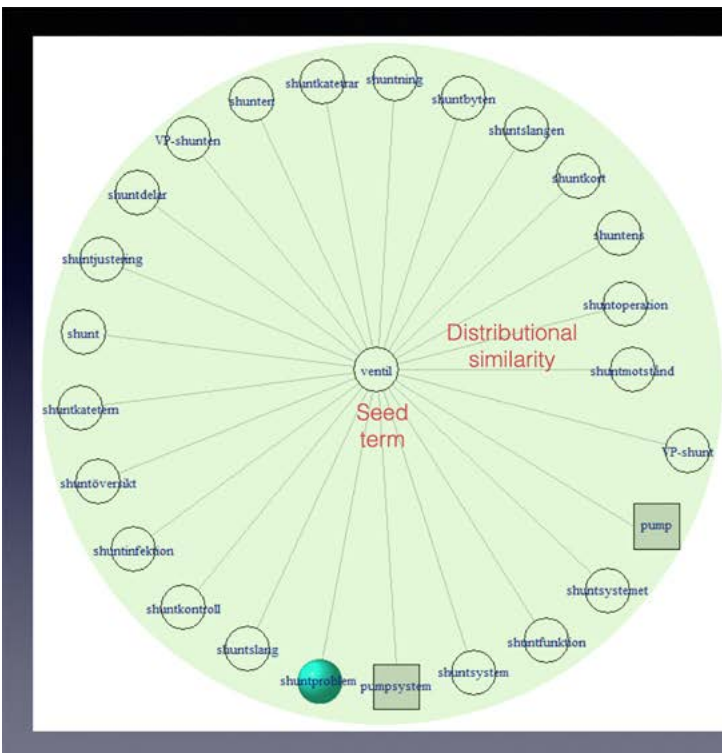 shuntkatetrar
shuntning
shuntbyten
shunten
VP-shunten
shuntslangen
shuntkort
shuntdelar
shuntens
shuntjustering
shuntoperation
shunt
Distributional
similarity
ventil
shuntmotstånd
Seed
term
shuntkatetern
VP-shunt
shuntöversikt
pump
shuntinfektion
shuntsystemet
shuntkontroll
shuntfunktion
shuntslang
shuntproblem
pumpsystem
shuntsystem